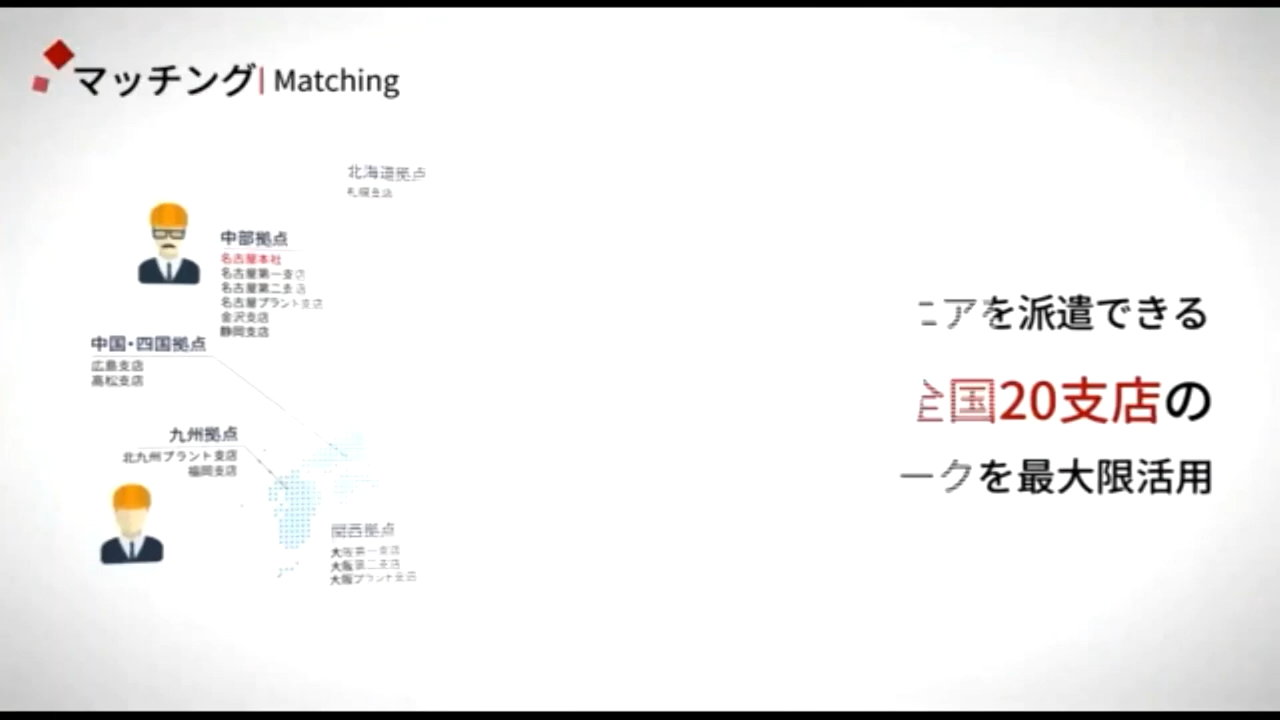 マッチング| Matching
北海道拠点
札幌支店
中部拠点
名古屋本社
名古屋第一支店
名古屋第二支店
名古屋プラント支店
金沢支店
静岡支店
中国・四国拠点
広島支店
高松支店
九州拠点
北九州プラント支店
福岡支店
関西拠点
大阪第一支店
大阪第二支店
大阪プラント支店
ニアを派遣できる
全国20支店の
ークを最大限活用